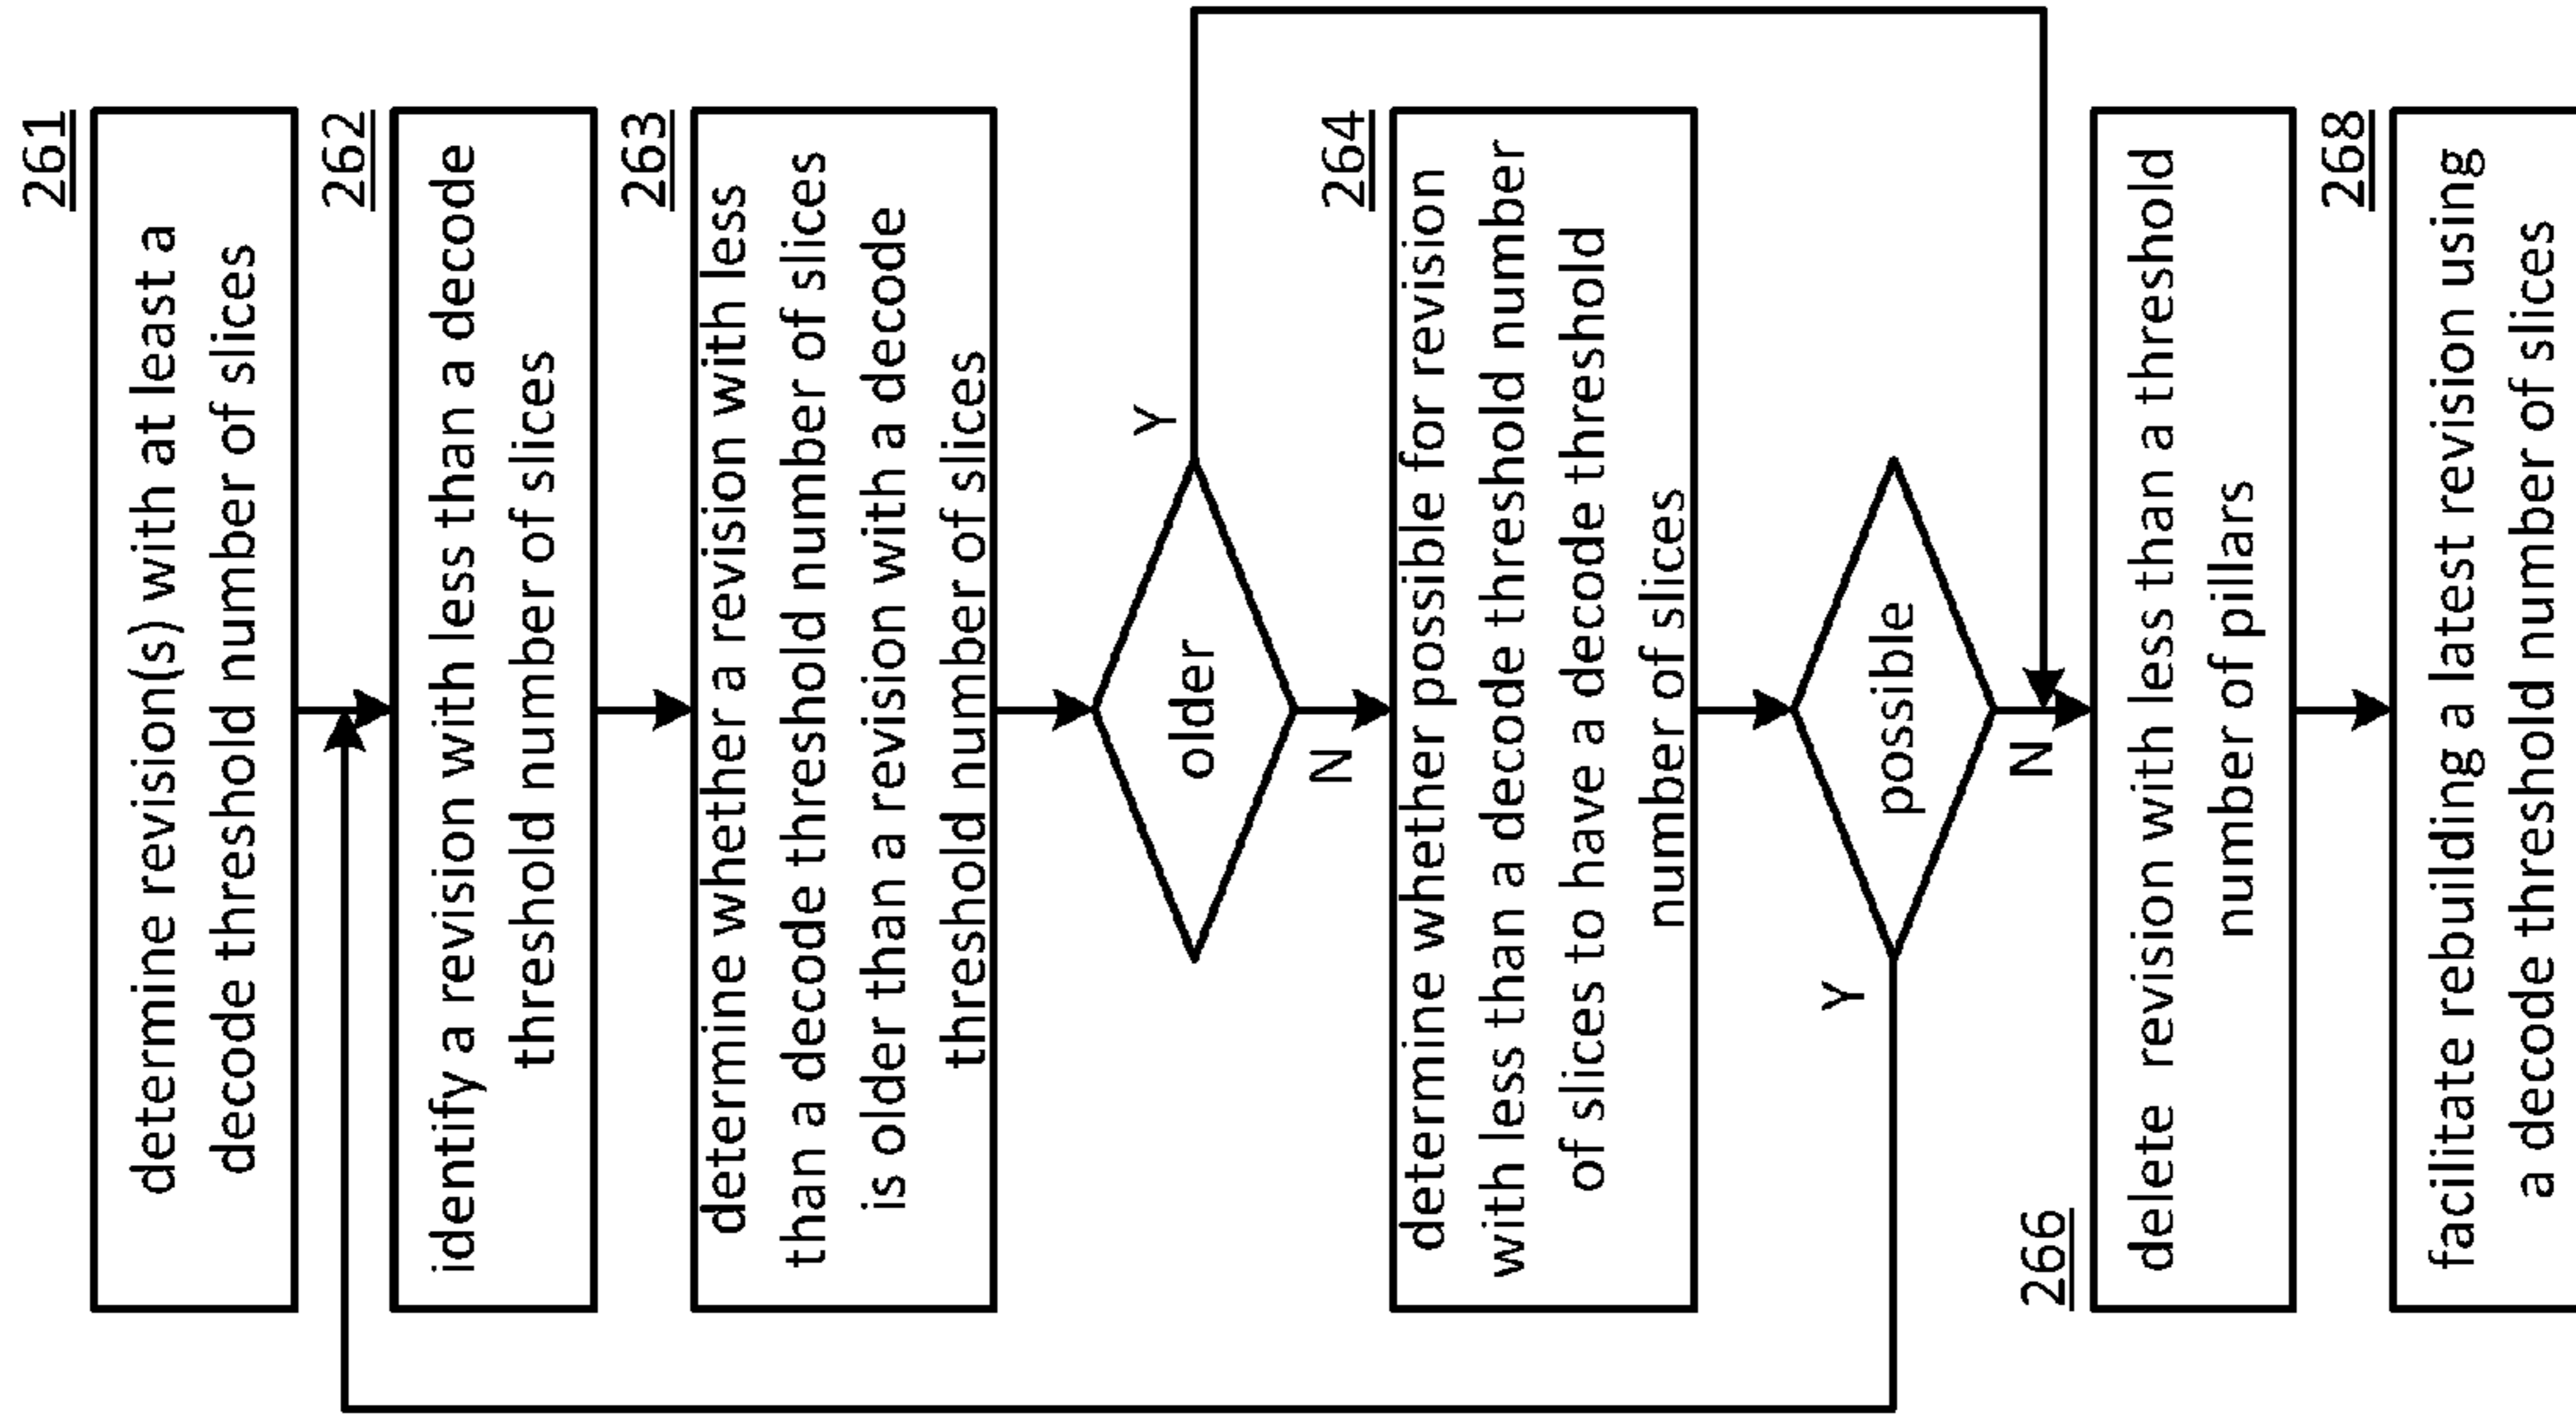 261
determine revision(s) with at least a
decode threshold number of slices
262
identify a revision with less than a decode
threshold number of slices
263
determine whether a revision with less
than a decode threshold number of slices
is older than a revision with a decode
threshold number of slices
older
Y
N
264
determine whether possible for revision
with less than a decode threshold number
of slices to have a decode threshold
number of slices
possible
Y
N
266
delete revision with less than a threshold
number of pillars
268
facilitate rebuilding a latest revision using
a decode threshold number of slices